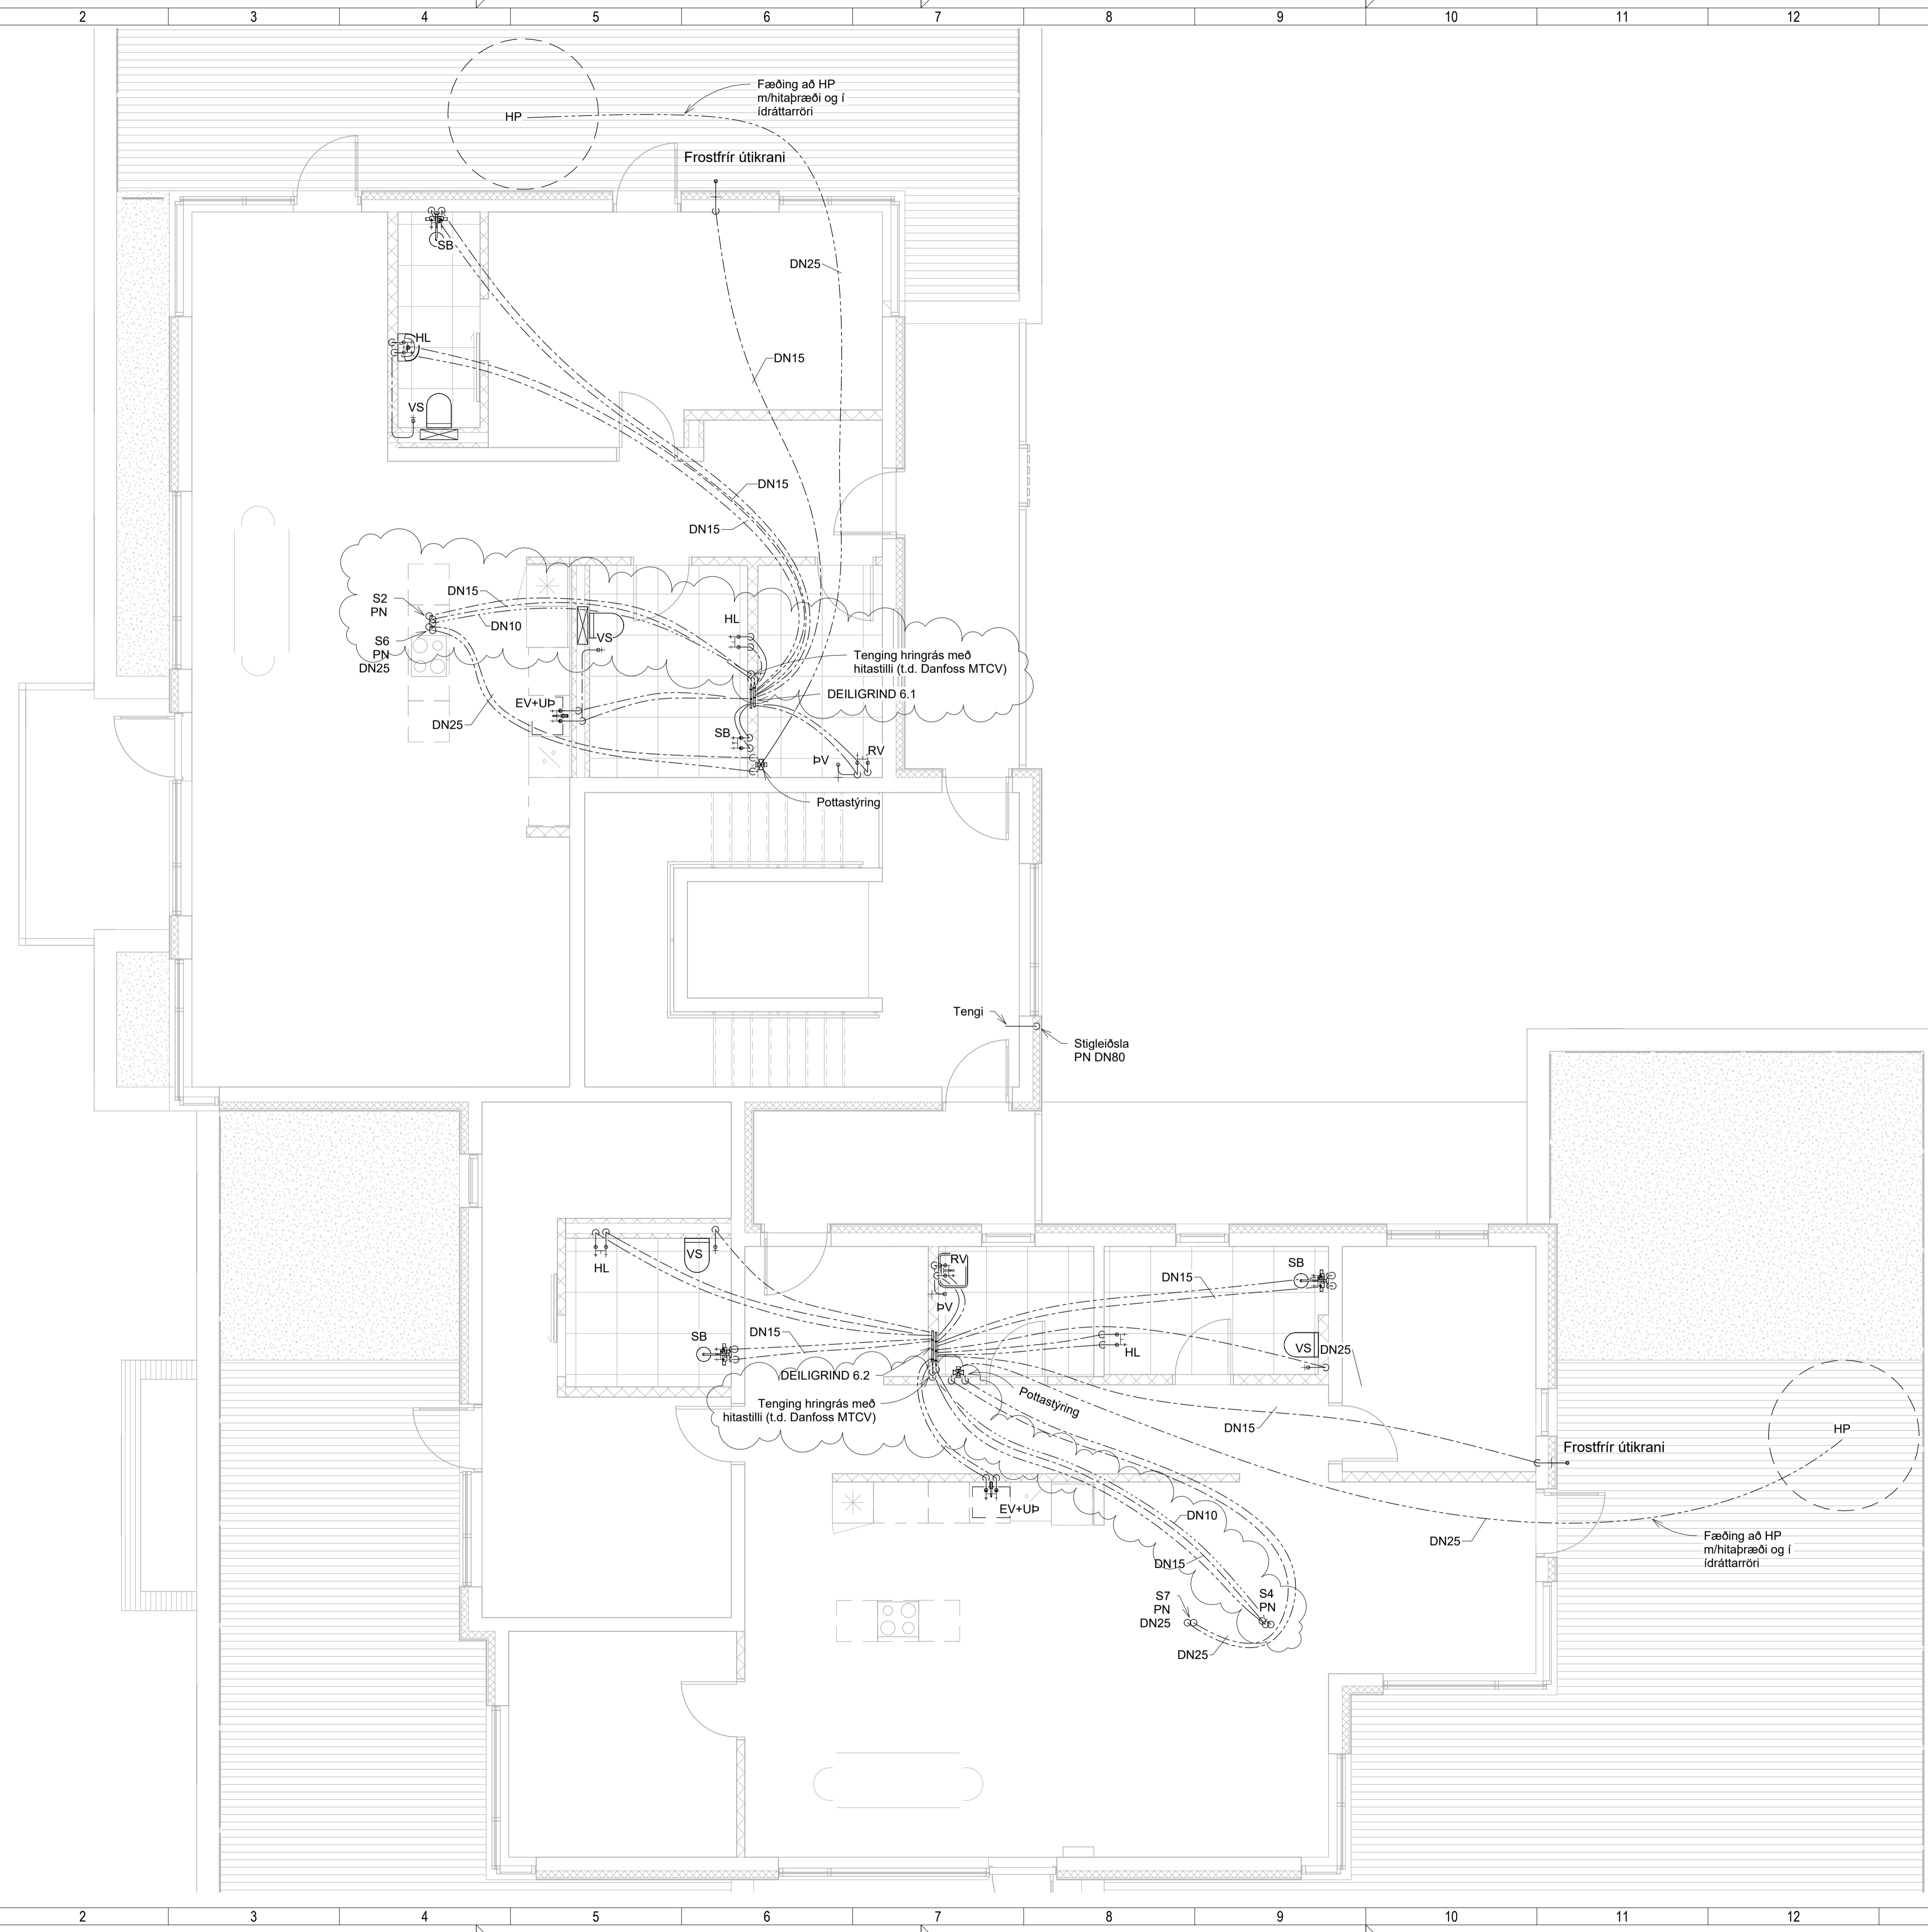 2 3 4 5 6 7 8 9 10 11 12
Fæðing að HP
m/hitaþræði og í
ídráttarröri
HP
Frostfrír útikrani
SB
DN25
HL
DN15
VS
DN15
DN15
S2
PN
DN15
DN10
S6
PN
DN25
VS
HL
Tenging hringrás með
hitastilli (t.d. Danfoss MTCV)
DEILIGRIND 6.1
EV+UÞ
DN25
SB
ÞV
RV
Pottastýring
Tengi
Stigleiðsla
PN DN80
HL
VS
RV
ÞV
SB
DN15
SB
DN15
HL
VS
DN25
DEILIGRIND 6.2
Tenging hringrás með
hitastilli (t.d. Danfoss MTCV)
Pottastýring
DN15
HP
Frostfrír útikrani
EV+UÞ
DN10
DN25
Fæðing að HP
m/hitaþræði og í
ídráttarröri
DN15
S7
PN
DN25
S4
PN
DN25
2 3 4 5 6 7 8 9 10 11 12